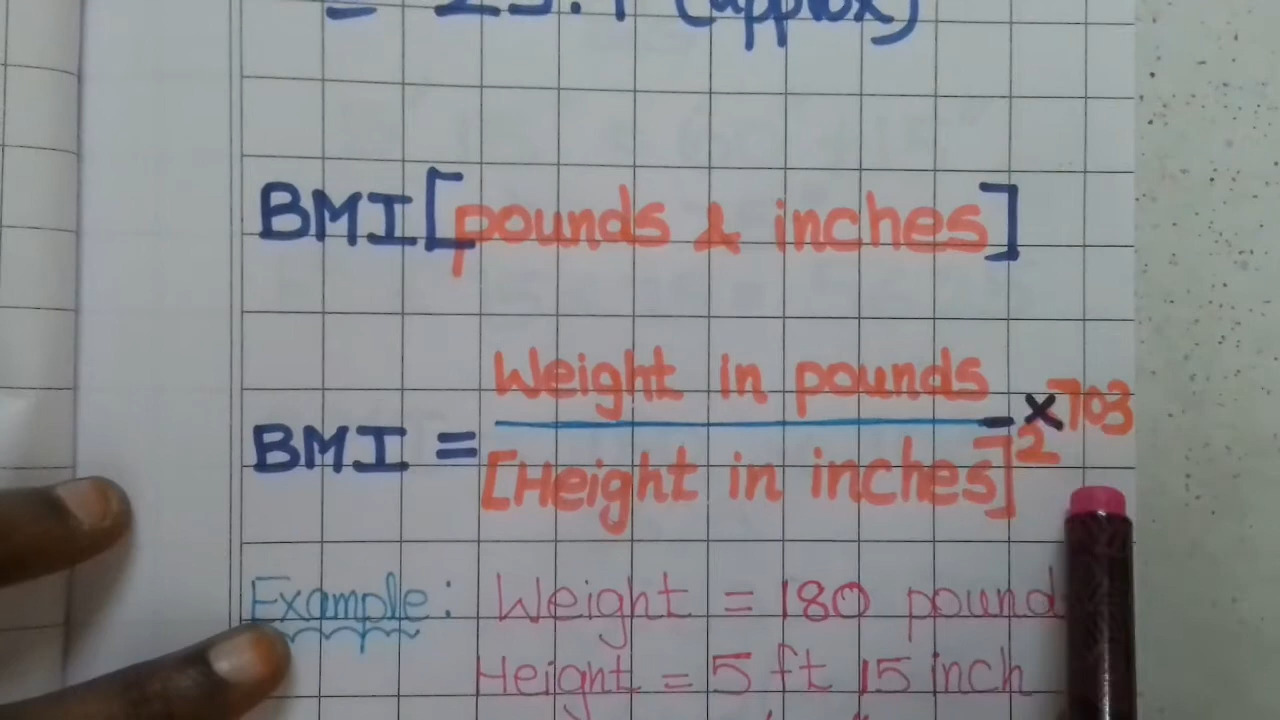 (approx)
BMI[pounds & inches]
BMI = Weight in pounds × 703
[Height in inches]²
Example: Weight = 180 pound
Height = 5 ft 15 inch